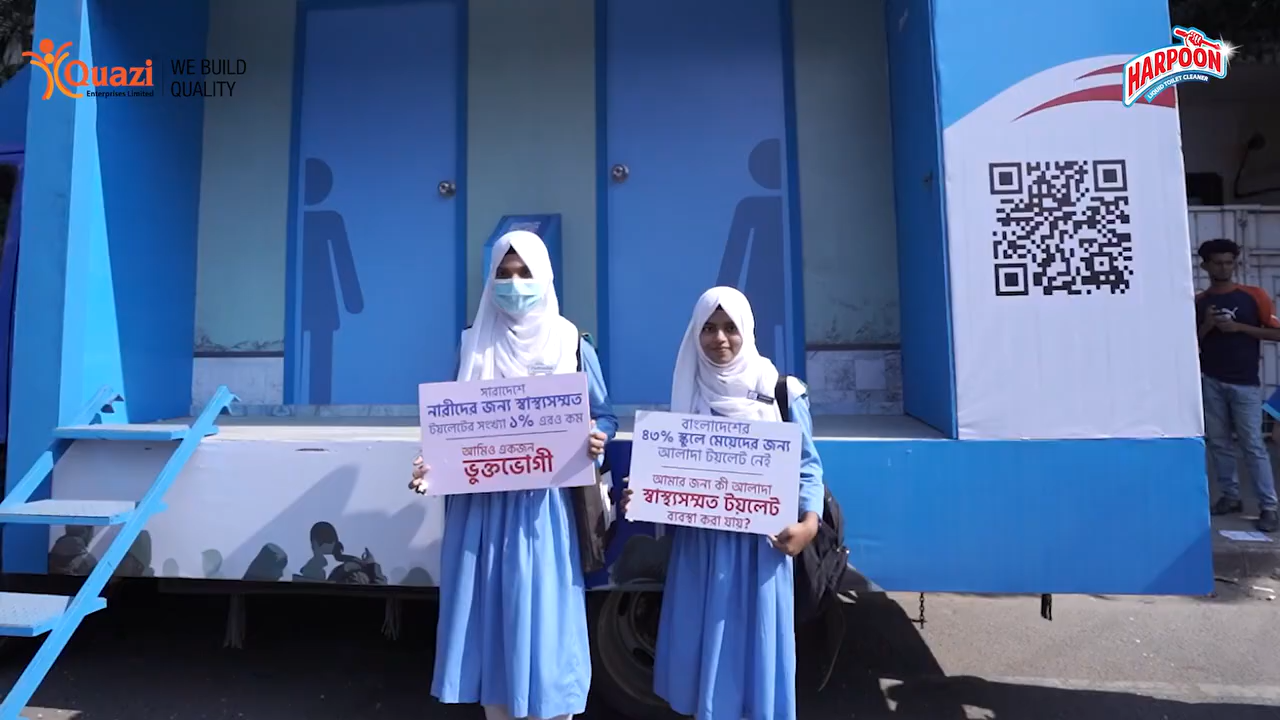 Quazi
Enterprises Limited
WE BUILD
QUALITY
HARPOON
LIQUID TOILET CLEANER
সারাদেশে
নারীদের জন্য স্বাস্থ্যসম্মত
টয়লেটের সংখ্যা ১% এরও কম
আমিও একজন
ভুক্তভোগী
বাংলাদেশের
৪৩% স্কুলে মেয়েদের জন্য
আলাদা টয়লেট নেই
আমার জন্য কী আলাদা
স্বাস্থ্যসম্মত টয়লেট
ব্যবস্থা করা যায়?